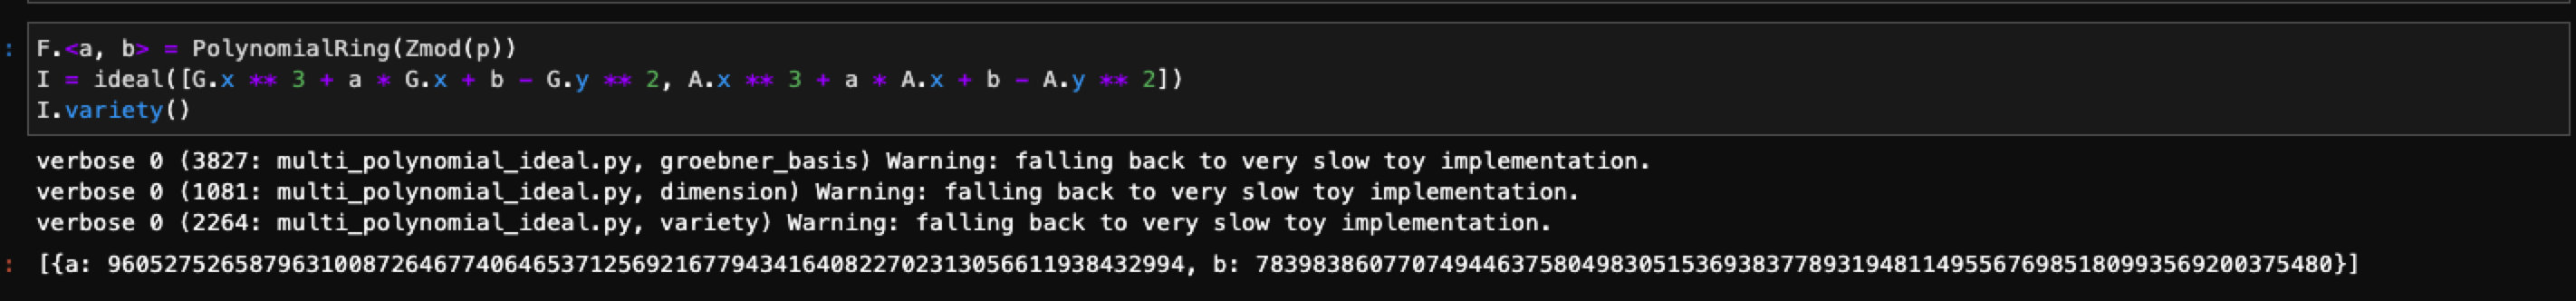 : F.<a, b> = PolynomialRing(Zmod(p))
I = ideal([G.x ** 3 + a * G.x + b - G.y ** 2, A.x ** 3 + a * A.x + b - A.y ** 2])
I.variety()
verbose 0 (3827: multi_polynomial_ideal.py, groebner_basis) Warning: falling back to very slow toy implementation.
verbose 0 (1081: multi_polynomial_ideal.py, dimension) Warning: falling back to very slow toy implementation.
verbose 0 (2264: multi_polynomial_ideal.py, variety) Warning: falling back to very slow toy implementation.
: [{a: 9605275265879631008726467740646537125692167794341640822702313056611938432994, b: 7839838607707494463758049830515369383778931948114955676985180993569200375480}]